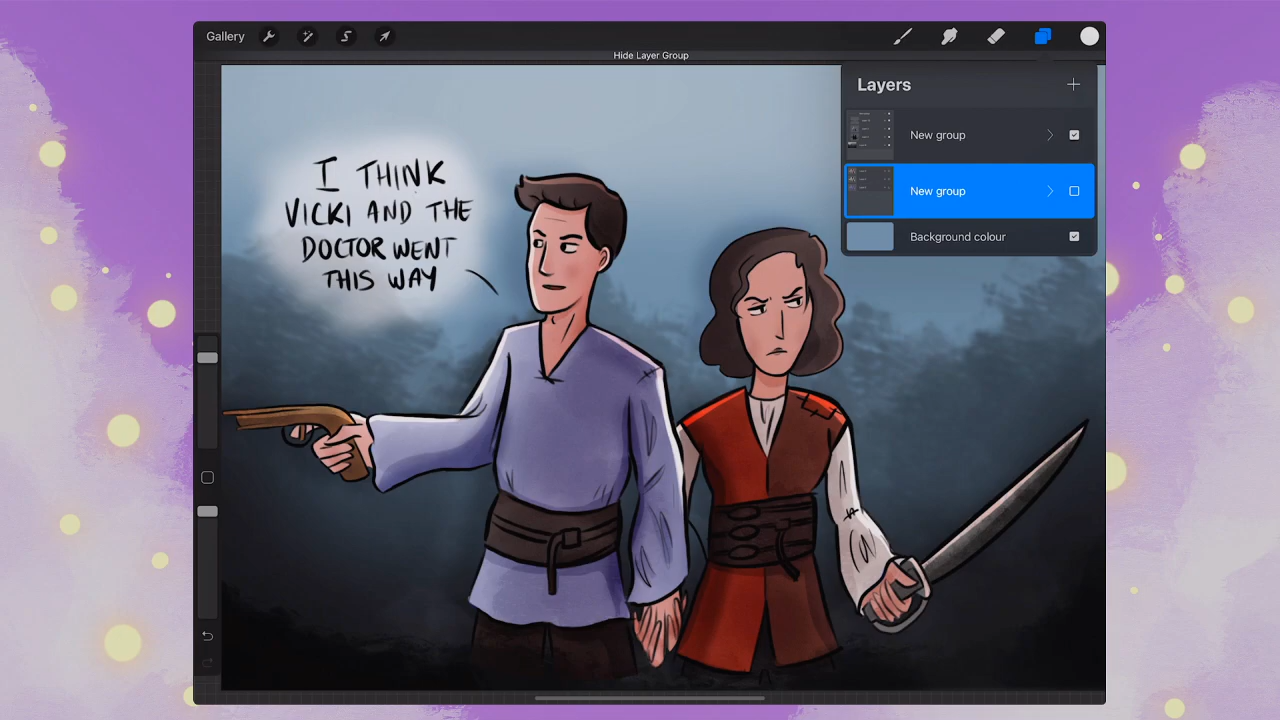 Gallery
Hide Layer Group
Layers
New group
New group
Background colour
I THINK
VICKI AND THE
DOCTOR WENT
THIS WAY